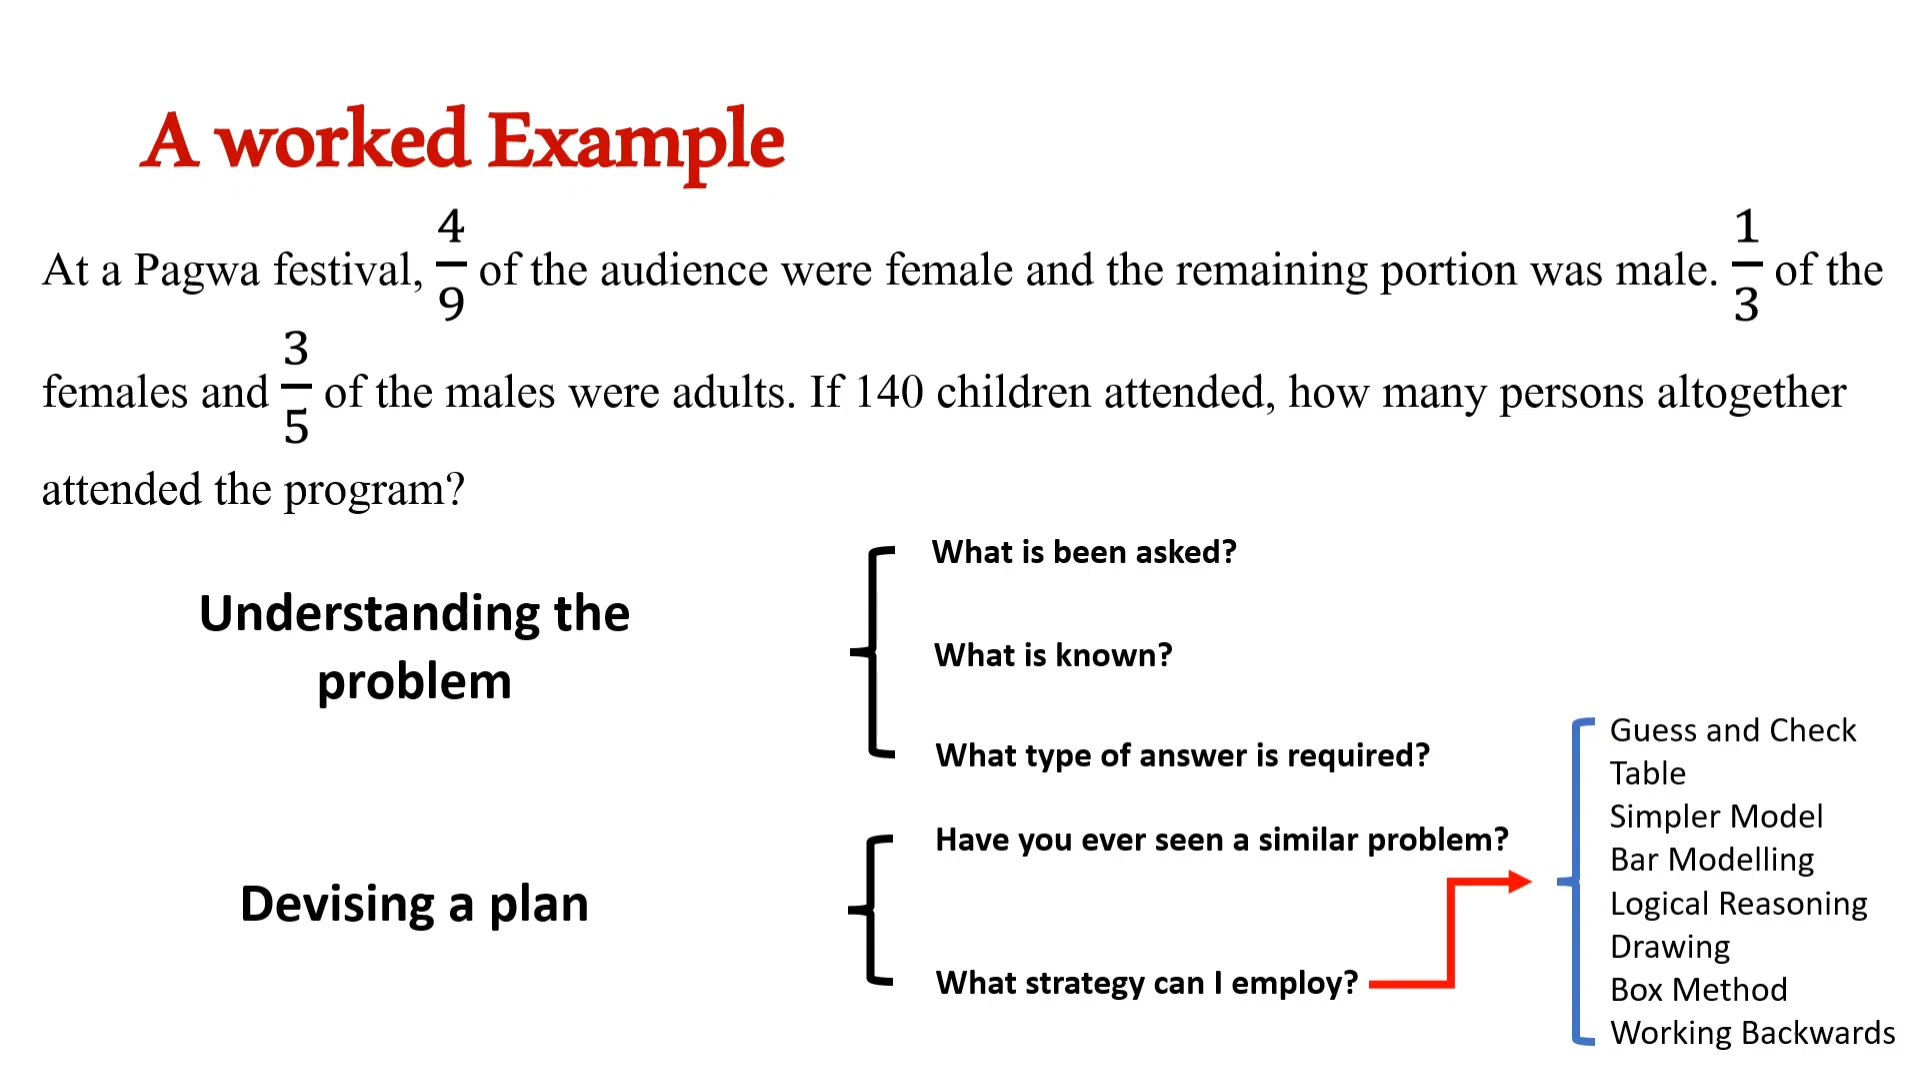 A worked Example
At a Pagwa festival, 4/9 of the audience were female and the remaining portion was male. 1/3 of the
females and 3/5 of the males were adults. If 140 children attended, how many persons altogether
attended the program?
Understanding the
problem
What is been asked?
What is known?
What type of answer is required?
Devising a plan
Have you ever seen a similar problem?
What strategy can I employ?
Guess and Check
Table
Simpler Model
Bar Modelling
Logical Reasoning
Drawing
Box Method
Working Backwards